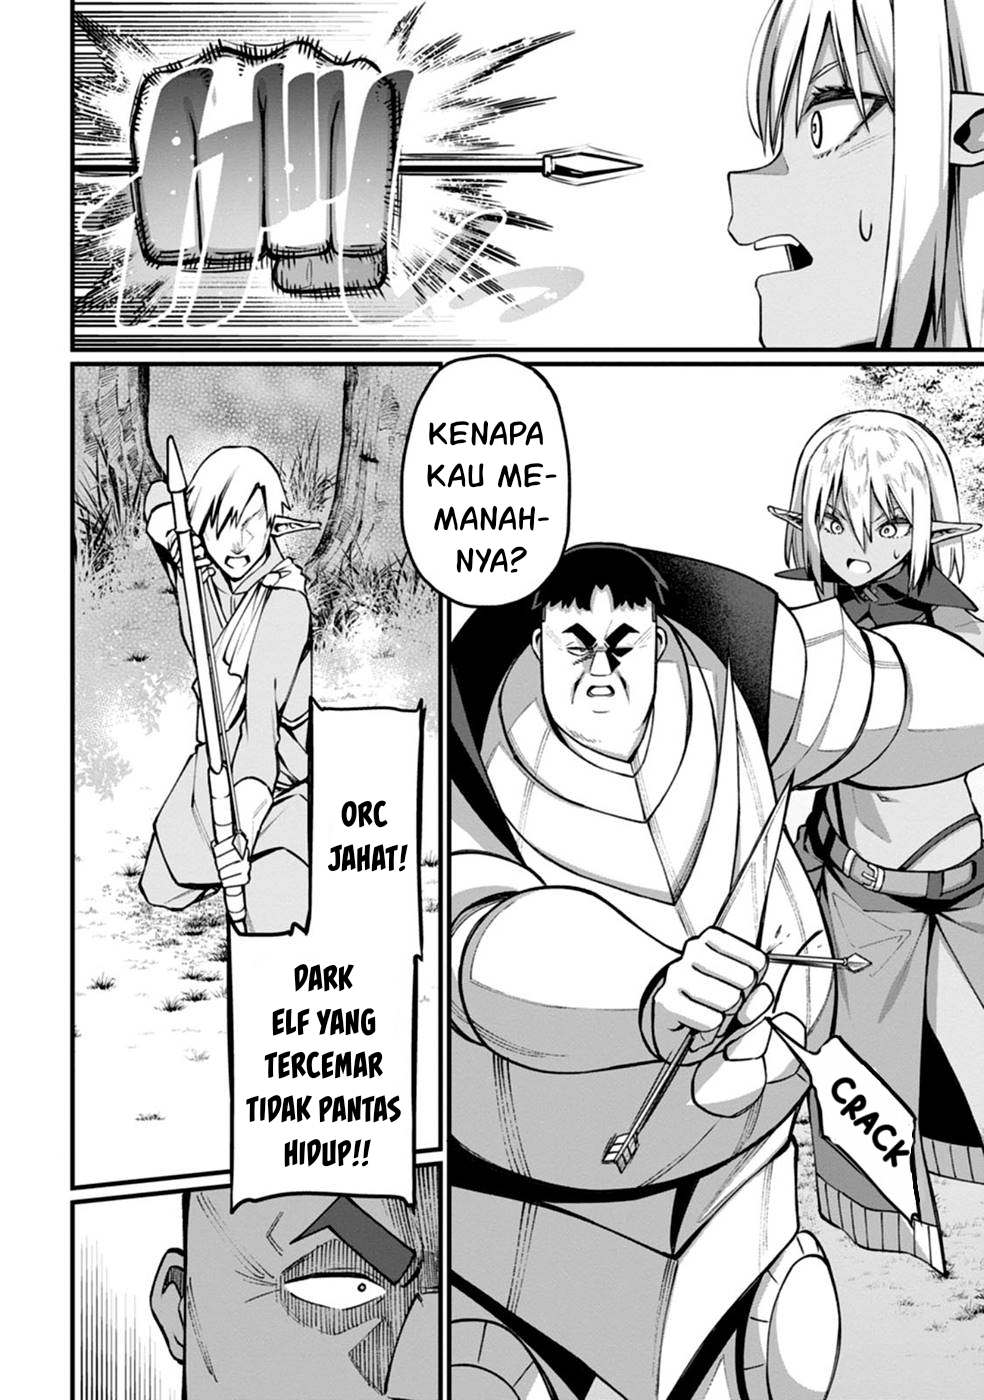 KENAPA
KAU ME-
MANAH-
NYA?
CRACK
ORC
JAHAT!
DARK
ELF YANG
TERCEMAR
TIDAK PANTAS
HIDUP!!